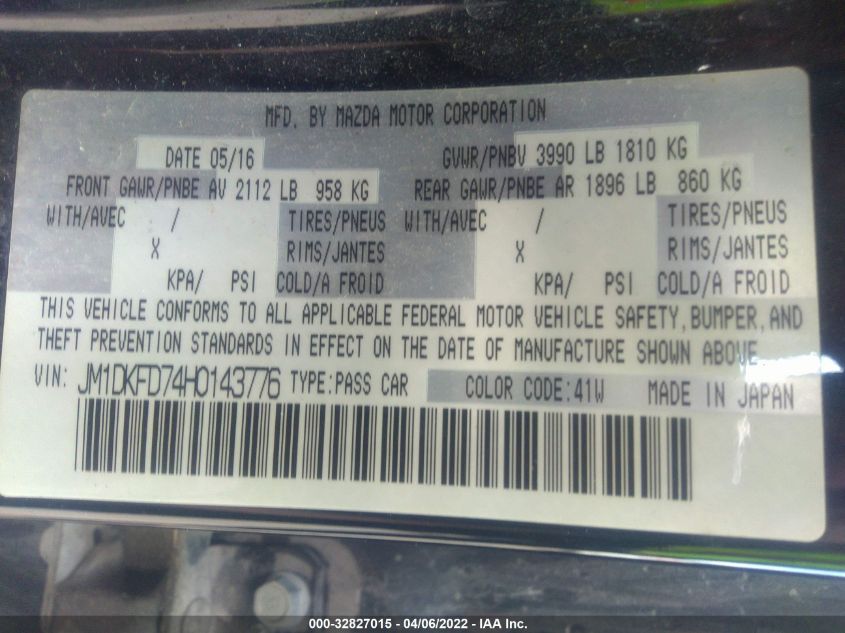 MFD. BY MAZDA MOTOR CORPORATION
DATE 05/16 GVWR/PNBV 3990 LB 1810 KG
FRONT GAWR/PNBE AV 2112 LB 958 KG REAR GAWR/PNBE AR 1896 LB 860 KG
WITH/AVEC / TIRES/PNEUS WITH/AVEC / TIRES/PNEUS
X RIMS/JANTES X RIMS/JANTES
KPA/ PSI COLD/A FROID KPA/ PSI COLD/A FROID
THIS VEHICLE CONFORMS TO ALL APPLICABLE FEDERAL MOTOR VEHICLE SAFETY, BUMPER, AND
THEFT PREVENTION STANDARDS IN EFFECT ON THE DATE OF MANUFACTURE SHOWN ABOVE
VIN: JM1DKFD74H0143776 TYPE:PASS CAR COLOR CODE:41W MADE IN JAPAN
000-32827015 - 04/06/2022 - IAA Inc.